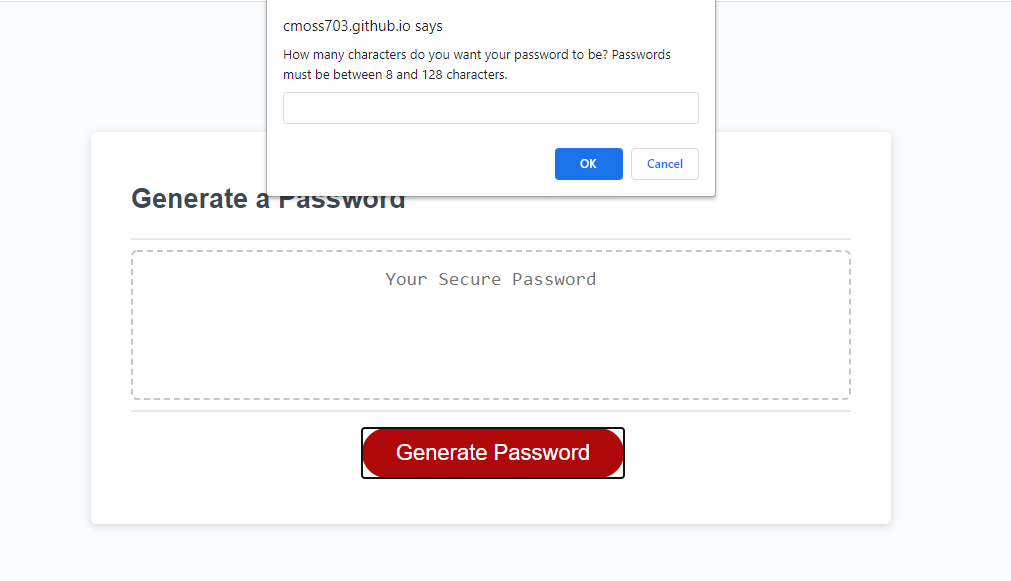 cmoss703.github.io says
How many characters do you want your password to be? Passwords
must be between 8 and 128 characters.
OK Cancel
Generate a Password
Your Secure Password
Generate Password